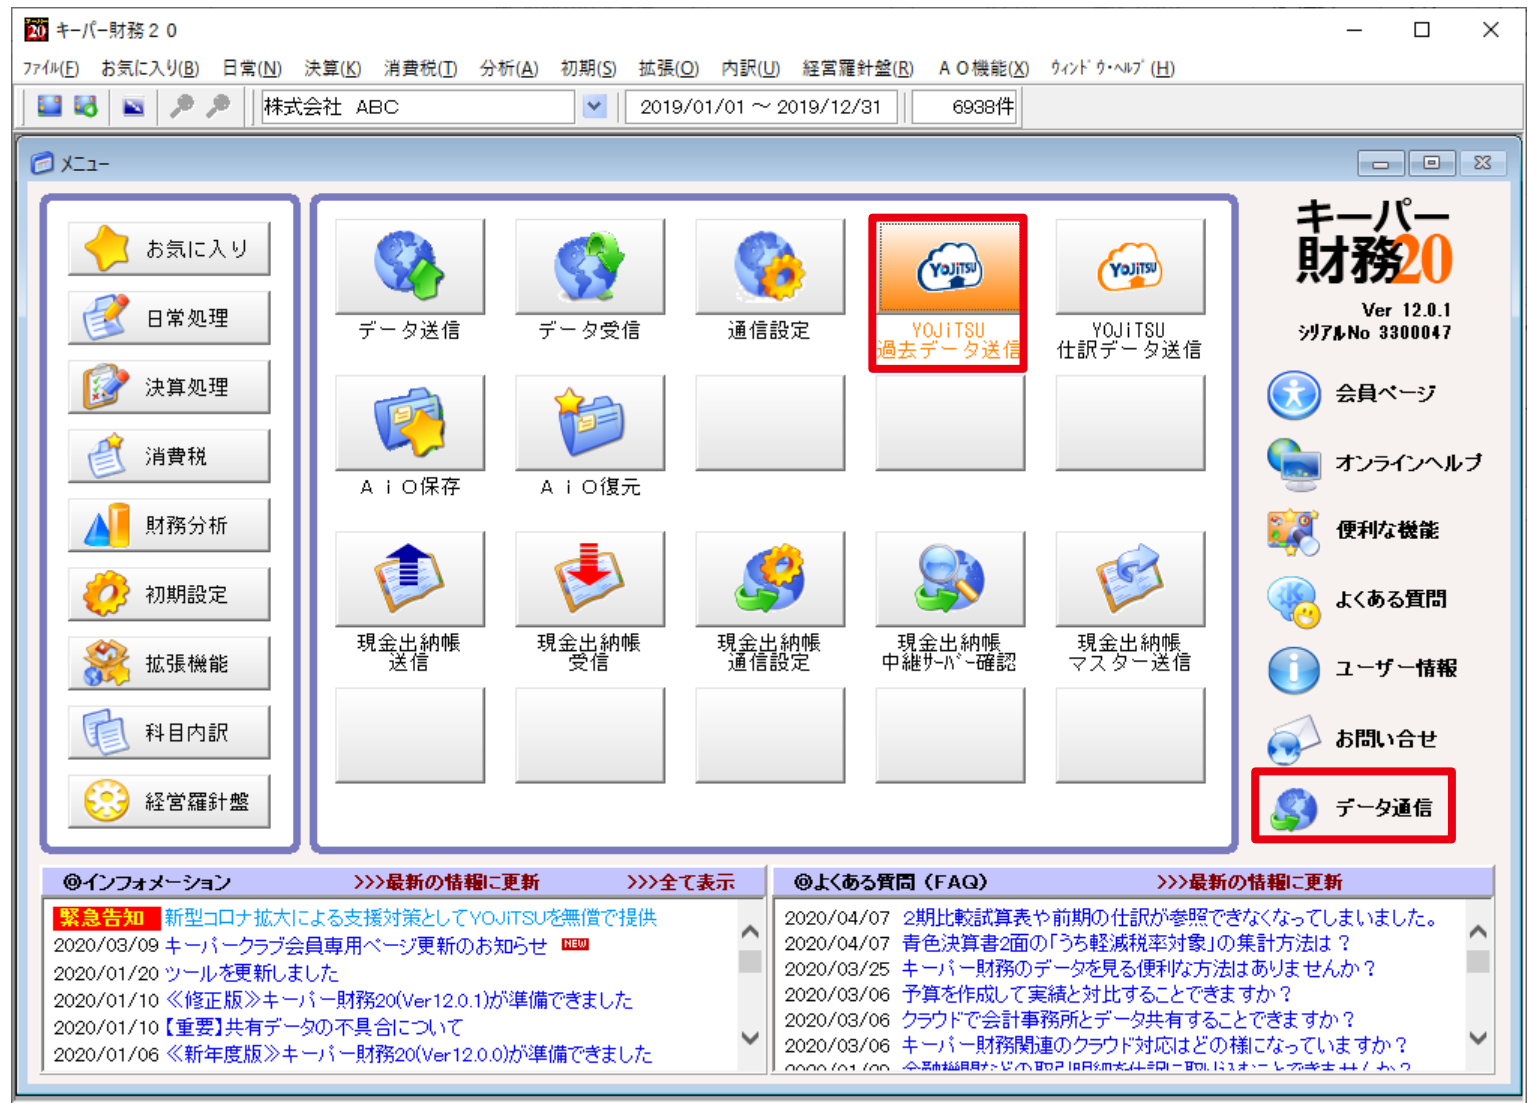 キーパー財務２０
ﾌｧｲﾙ(F) お気に入り(B) 日常(N) 決算(K) 消費税(T) 分析(A) 初期(S) 拡張(O) 内訳(U) 経営羅針盤(R) ＡＯ機能(X) ｳｨﾝﾄﾞｳ･ﾍﾙﾌﾟ(H)
株式会社 ABC 2019/01/01 ～ 2019/12/31 6938件
ﾒﾆｭｰ
お気に入り
日常処理
決算処理
消費税
財務分析
初期設定
拡張機能
科目内訳
経営羅針盤
データ送信
データ受信
通信設定
YOJiTSU
YOJiTSU
過去データ送信
YOJiTSU
YOJiTSU
仕訳データ送信
ＡｉＯ保存
ＡｉＯ復元
現金出納帳
送信
現金出納帳
受信
現金出納帳
通信設定
現金出納帳
中継ｻｰﾊﾞｰ確認
現金出納帳
マスター送信
キーパー
財務20
Ver 12.0.1
ｼﾘｱﾙNo 3300047
会員ページ
オンラインヘルプ
便利な機能
よくある質問
ユーザー情報
お問い合せ
データ通信
◎インフォメーション >>>最新の情報に更新 >>>全て表示
緊急告知 新型コロナ拡大による支援対策としてYOJiTSUを無償で提供
2020/03/09 キーパークラブ会員専用ページ更新のお知らせ NEW
2020/01/20 ツールを更新しました
2020/01/10 ≪修正版≫キーパー財務20(Ver12.0.1)が準備できました
2020/01/10 【重要】共有データの不具合について
2020/01/06 ≪新年度版≫キーパー財務20(Ver12.0.0)が準備できました
◎よくある質問（FAQ） >>>最新の情報に更新
2020/04/07 2期比較試算表や前期の仕訳が参照できなくなってしまいました。
2020/04/07 青色決算書2面の「うち軽減税率対象」の集計方法は？
2020/03/25 キーパー財務のデータを見る便利な方法はありませんか？
2020/03/06 予算を作成して実績と対比することできますか？
2020/03/06 クラウドで会計事務所とデータ共有することできますか？
2020/03/06 キーパー財務関連のクラウド対応はどの様になっていますか？